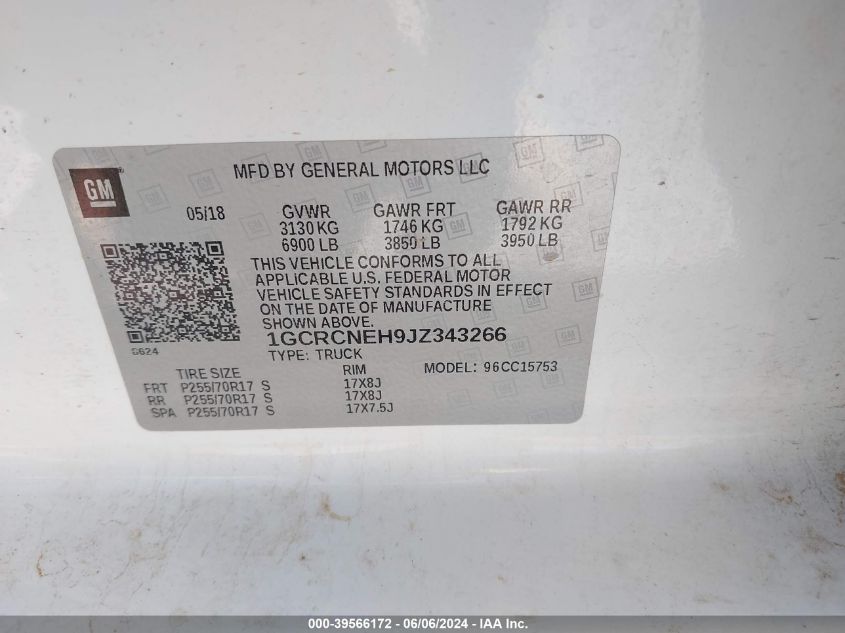 GM
MFD BY GENERAL MOTORS LLC
05/18 GVWR GAWR FRT GAWR RR
3130 KG 1746 KG 1792 KG
6900 LB 3850 LB 3950 LB
THIS VEHICLE CONFORMS TO ALL
APPLICABLE U.S. FEDERAL MOTOR
VEHICLE SAFETY STANDARDS IN EFFECT
ON THE DATE OF MANUFACTURE
SHOWN ABOVE.
1GCRCNEH9JZ343266
G624
TYPE: TRUCK
TIRE SIZE RIM MODEL: 96CC15753
FRT P255/70R17 S 17X8J
RR P255/70R17 S 17X8J
SPA P255/70R17 S 17X7.5J
000-39566172 - 06/06/2024 - IAAI Inc.